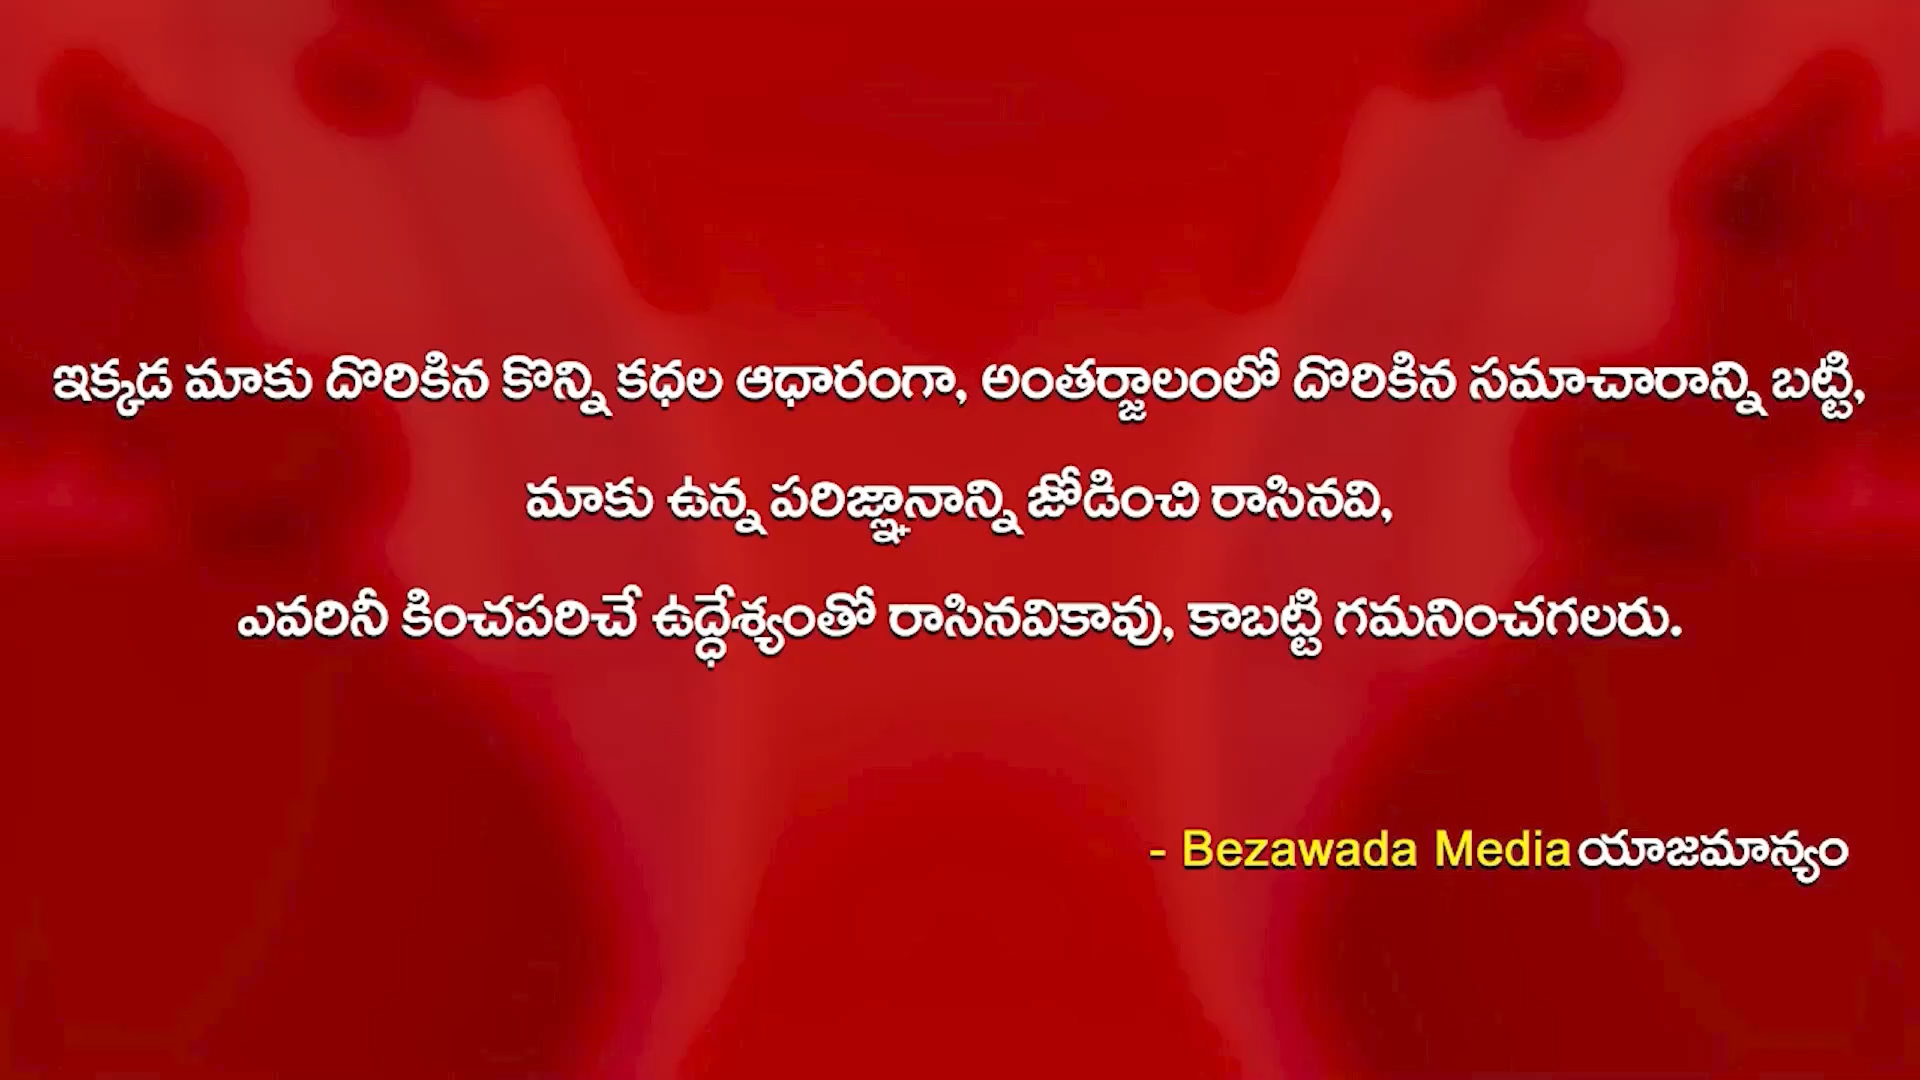 ఇక్కడ మాకు దొరికిన కొన్ని కధల ఆధారంగా, అంతర్జాలంలో దొరికిన సమాచారాన్ని బట్టి,
మాకు ఉన్న పరిజ్ఞానాన్ని జోడించి రాసినవి,
ఎవరినీ కించపరిచే ఉద్ధేశ్యంతో రాసినవికావు, కాబట్టి గమనించగలరు.
- Bezawada Media యాజమాన్యం